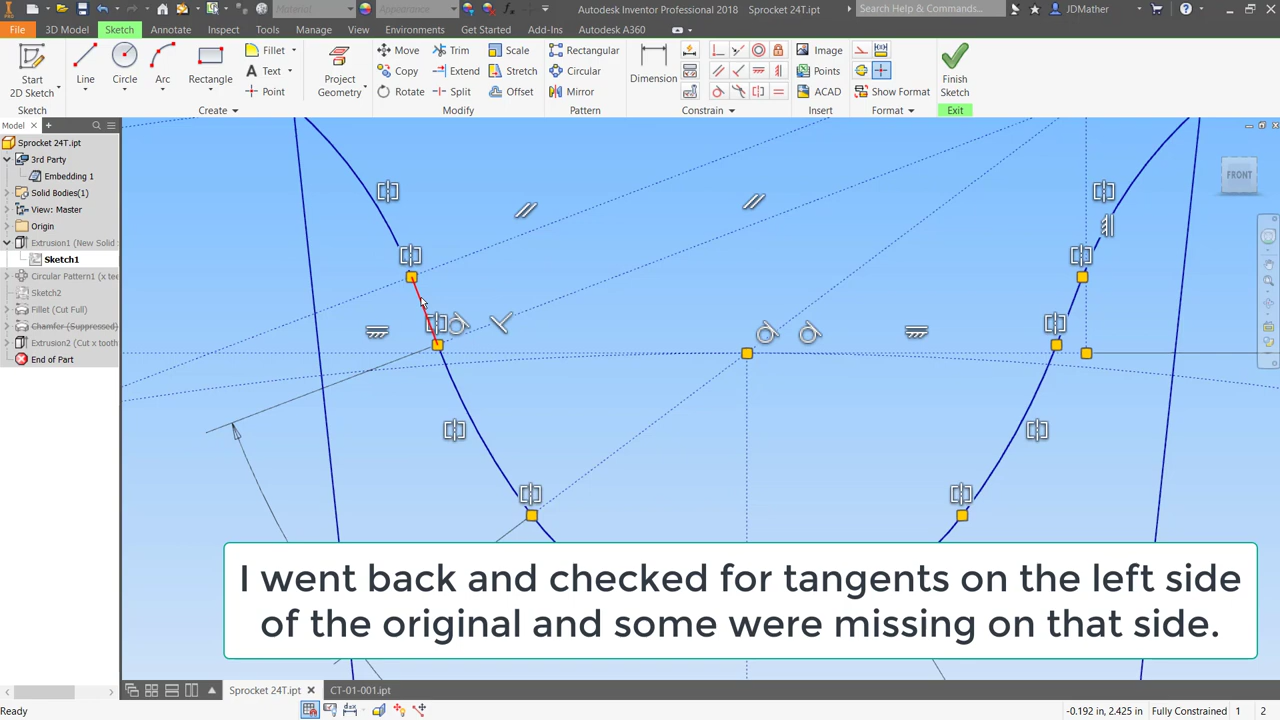 Material
Appearance
Autodesk Inventor Professional 2018 Sprocket 24T.ipt
Search Help & Commands...
JDMather
File 3D Model Sketch Annotate Inspect Tools Manage View Environments Get Started Add-Ins Autodesk A360
Start
2D Sketch
Line
Circle
Arc
Rectangle
Fillet
Text
Point
Project
Geometry
Move
Copy
Rotate
Trim
Extend
Split
Scale
Stretch
Offset
Rectangular
Circular
Mirror
Dimension
Image
Points
ACAD
Show Format
Finish
Sketch
Sketch Create Modify Pattern Constrain Insert Format Exit
Model
Sprocket 24T.ipt
3rd Party
Embedding 1
Solid Bodies(1)
View: Master
Origin
Extrusion1 (New Solid
Sketch1
Circular Pattern1 (x tee
Sketch2
Fillet (Cut Full)
Chamfer (Suppressed)
Extrusion2 (Cut x tooth
End of Part
FRONT
I went back and checked for tangents on the left side
of the original and some were missing on that side.
Sprocket 24T.ipt
CT-01-001.ipt
Ready
-0.192 in, 2.425 in Fully Constrained 1 2